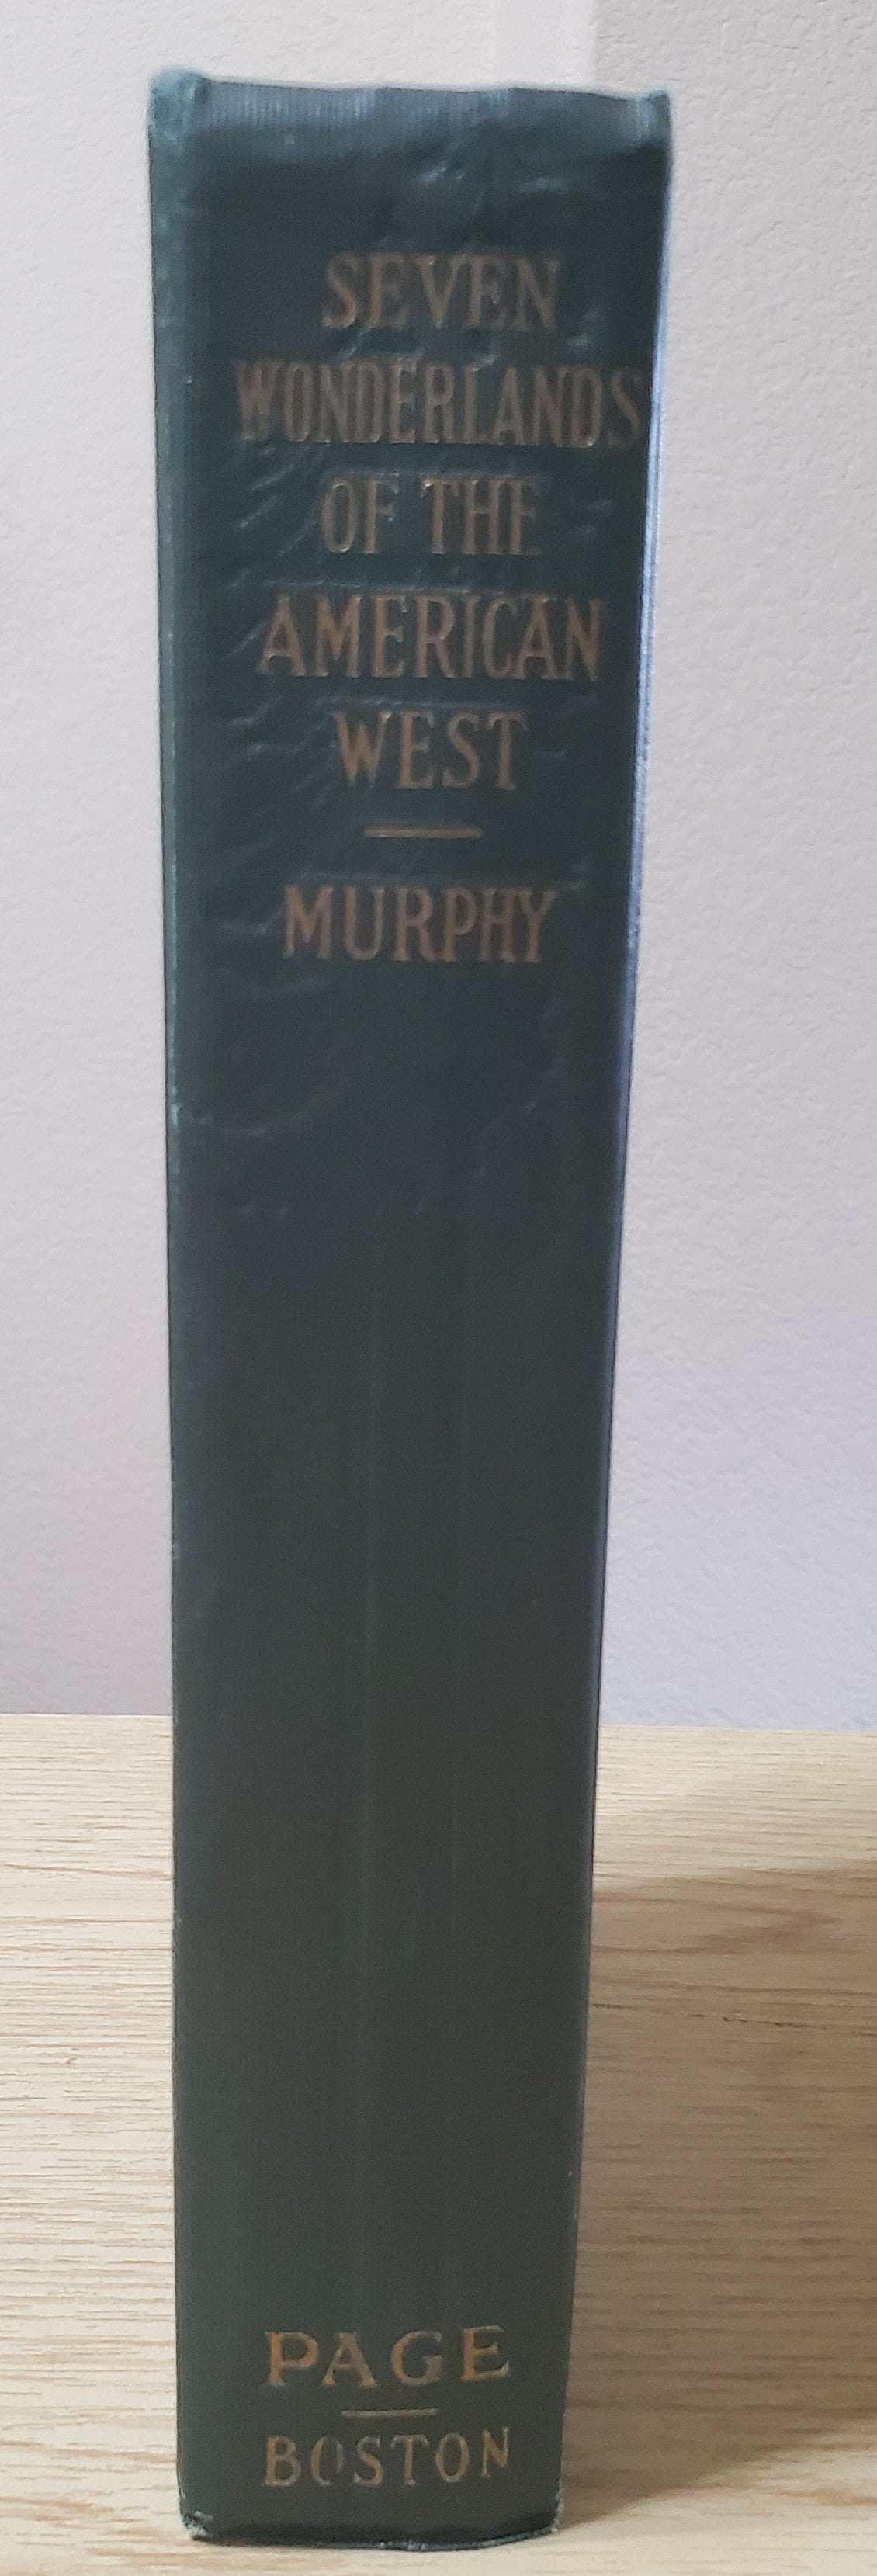 SEVEN
WONDERLANDS
OF THE
AMERICAN
WEST
MURPHY
PAGE
BOSTON